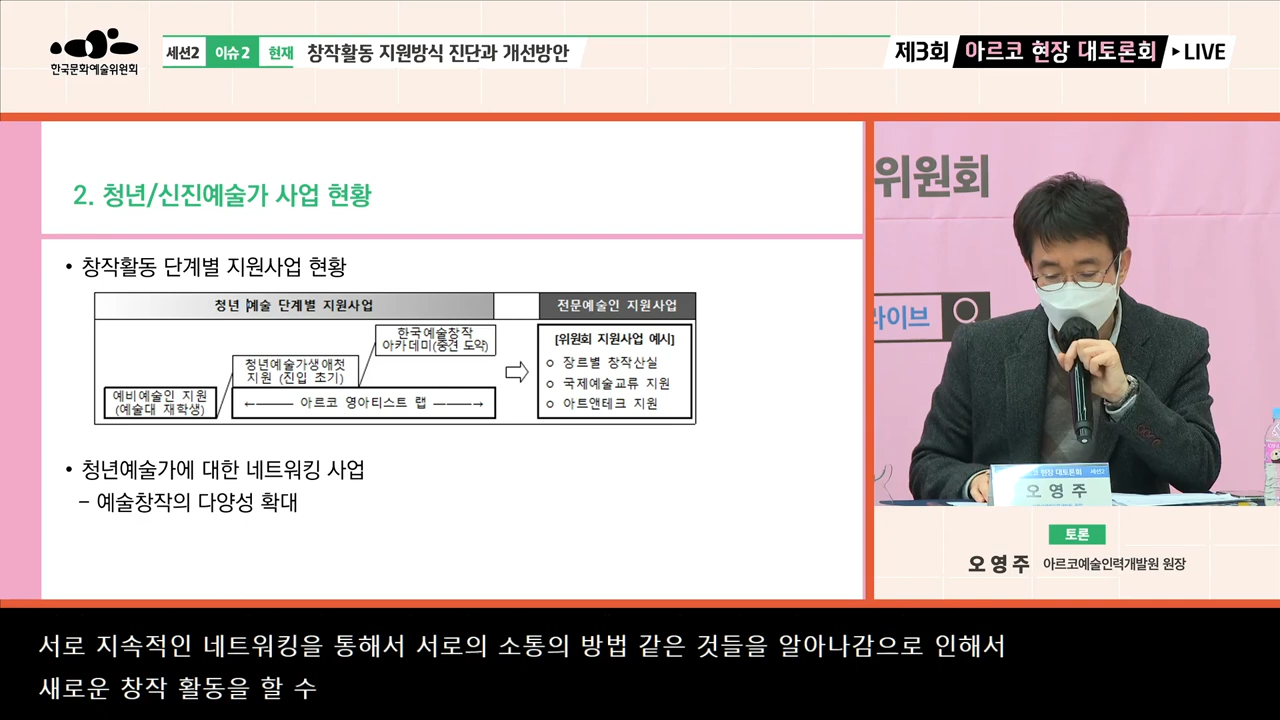 한국문화예술위원회
세션2 이슈 2 현재 창작활동 지원방식 진단과 개선방안
제3회 아르코 현장 대토론회 ▸LIVE
2. 청년/신진예술가 사업 현황
• 창작활동 단계별 지원사업 현황
청년 예술 단계별 지원사업
전문예술인 지원사업
한국예술창작
아카데미(중견 도약)
청년예술가생애첫
지원 (진입 초기)
예비예술인 지원
(예술대 재학생)
←─── 아르코 영아티스트 랩 ───→
[위원회 지원사업 예시]
○ 장르별 창작산실
○ 국제예술교류 지원
○ 아트앤테크 지원
• 청년예술가에 대한 네트워킹 사업
– 예술창작의 다양성 확대
위원회
라이브
현장 대토론회 세션2
오영주
토론
오영주 아르코예술인력개발원 원장
서로 지속적인 네트워킹을 통해서 서로의 소통의 방법 같은 것들을 알아나감으로 인해서
새로운 창작 활동을 할 수